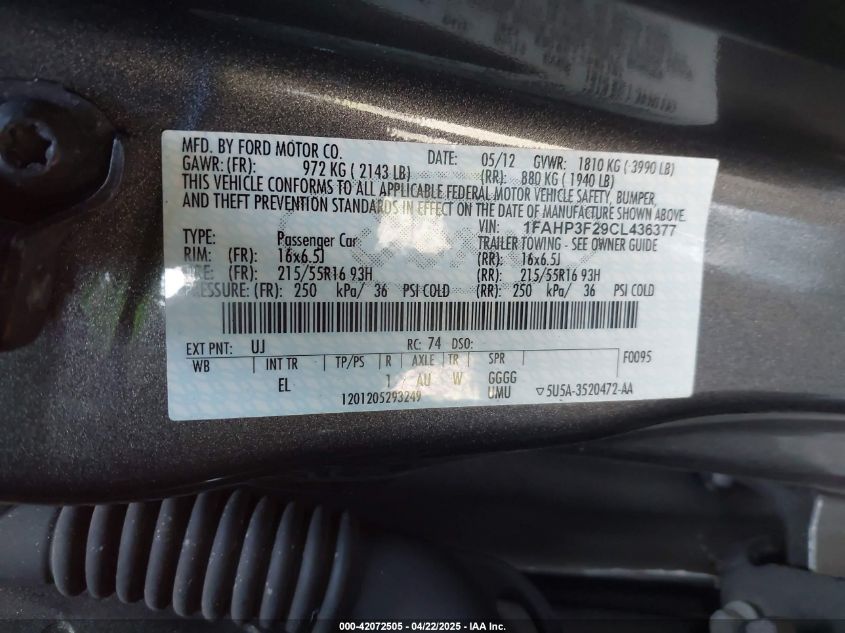 MFD. BY FORD MOTOR CO. DATE: 05/12 GVWR: 1810 KG ( 3990 LB)
GAWR: (FR): 972 KG ( 2143 LB) (RR): 880 KG ( 1940 LB)
THIS VEHICLE CONFORMS TO ALL APPLICABLE FEDERAL MOTOR VEHICLE SAFETY, BUMPER,
AND THEFT PREVENTION STANDARDS IN EFFECT ON THE DATE OF MANUFACTURE SHOWN ABOVE.
VIN: 1FAHP3F29CL436377
TYPE: Passenger Car TRAILER TOWING - SEE OWNER GUIDE
RIM: (FR): 16x6.5J (RR): 16x6.5J
TIRE: (FR): 215/55R16 93H (RR): 215/55R16 93H
PRESSURE: (FR): 250 kPa/ 36 PSI COLD (RR): 250 kPa/ 36 PSI COLD
EXT PNT: UJ RC: 74 DSO: F0095
WB INT TR TP/PS R AXLE TR SPR
EL 1 AU W GGGG
1201205293249 UMU ▽5U5A-3520472-AA
000-42072505 - 04/22/2025 - IAA Inc.